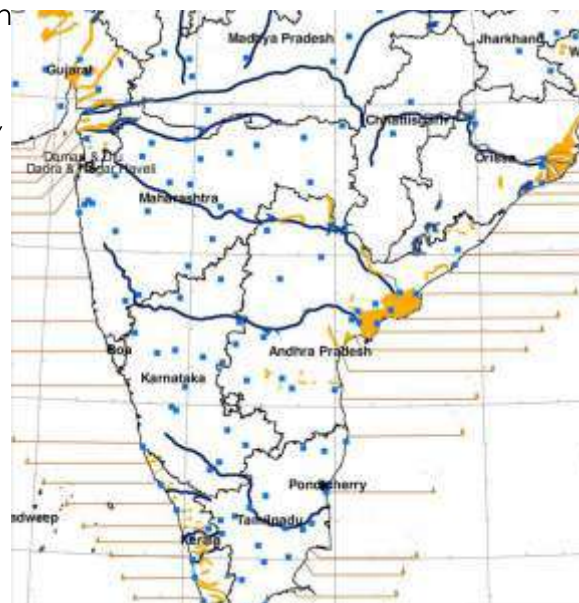 Madhya Pradesh
Jharkhand
Gujarat
Chhattisgarh
Orissa
Daman & Diu
Dadra & Nagar Haveli
Maharashtra
Andhra Pradesh
Goa
Karnataka
Pondicherry
Tamilnadu
Kerala